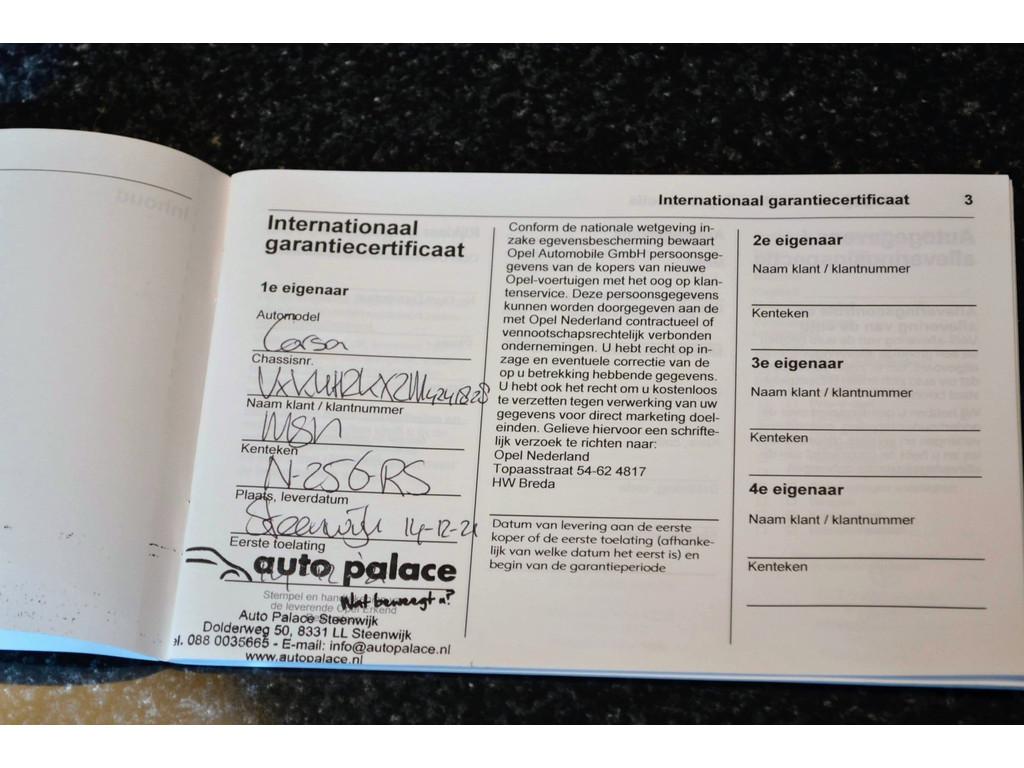 Internationaal garantiecertificaat 3
Internationaal
garantiecertificaat
1e eigenaar
Automodel
Corsa
Chassisnr.
Naam klant / klantnummer
Kenteken
N-256-RS
Plaats, leverdatum
Steenwijk 14-12-21
Eerste toelating
auto palace
Wat beweegt u?
Stempel en
de leverende Opel Erkend
Auto Palace Steenwijk
Dolderweg 50, 8331 LL Steenwijk
el. 088 0035665 - E-mail: info@autopalace.nl
www.autopalace.nl
Conform de nationale wetgeving in-
zake egevensbescherming bewaart
Opel Automobile GmbH persoonsge-
gevens van de kopers van nieuwe
Opel-voertuigen met het oog op klan-
tenservice. Deze persoonsgegevens
kunnen worden doorgegeven aan de
met Opel Nederland contractueel of
vennootschapsrechtelijk verbonden
ondernemingen. U hebt recht op in-
zage en eventuele correctie van de
op u betrekking hebbende gegevens.
U hebt ook het recht om u kostenloos
te verzetten tegen verwerking van uw
gegevens voor direct marketing doel-
einden. Gelieve hiervoor een schrifte-
lijk verzoek te richten naar:
Opel Nederland
Topaasstraat 54-62 4817
HW Breda
Datum van levering aan de eerste
koper of de eerste toelating (afhanke-
lijk van welke datum het eerst is) en
begin van de garantieperiode
2e eigenaar
Naam klant / klantnummer
Kenteken
3e eigenaar
Naam klant / klantnummer
Kenteken
4e eigenaar
Naam klant / klantnummer
Kenteken